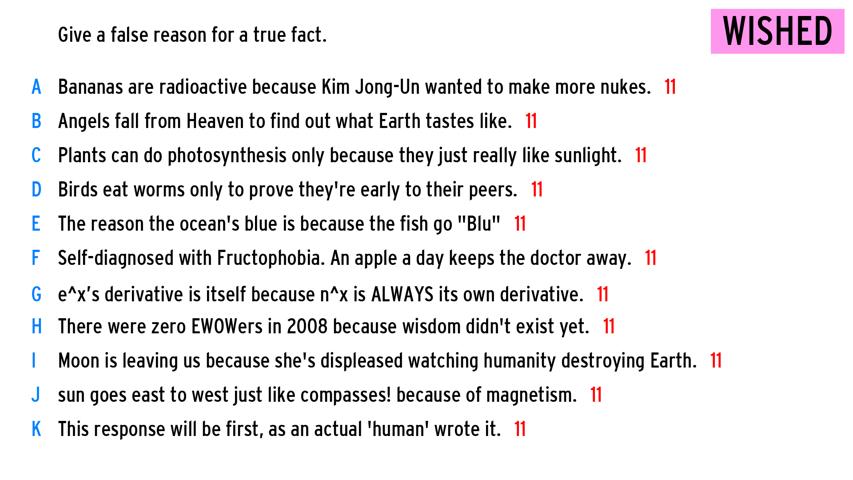 Give a false reason for a true fact.
WISHED
A Bananas are radioactive because Kim Jong-Un wanted to make more nukes. 11
B Angels fall from Heaven to find out what Earth tastes like. 11
C Plants can do photosynthesis only because they just really like sunlight. 11
D Birds eat worms only to prove they're early to their peers. 11
E The reason the ocean's blue is because the fish go "Blu" 11
F Self-diagnosed with Fructophobia. An apple a day keeps the doctor away. 11
G e^x's derivative is itself because n^x is ALWAYS its own derivative. 11
H There were zero EWOWers in 2008 because wisdom didn't exist yet. 11
I Moon is leaving us because she's displeased watching humanity destroying Earth. 11
J sun goes east to west just like compasses! because of magnetism. 11
K This response will be first, as an actual 'human' wrote it. 11